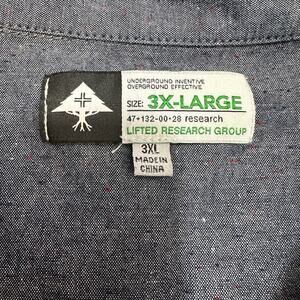 UNDERGROUND INVENTIVE
OVERGROUND EFFECTIVE
SIZE: 3X-LARGE
47+132-00+28 research
LIFTED RESEARCH GROUP
3XL
MADE IN
CHINA